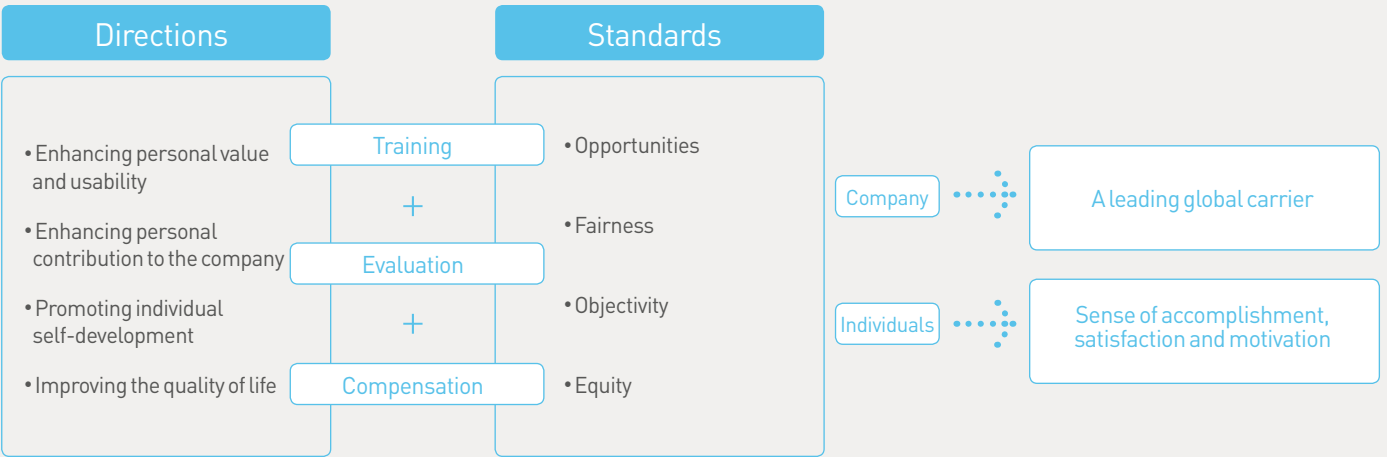 Directions
• Enhancing personal value
and usability
• Enhancing personal
contribution to the company
• Promoting individual
self-development
• Improving the quality of life
Training
+
Evaluation
+
Compensation
Standards
• Opportunities
• Fairness
• Objectivity
• Equity
Company
A leading global carrier
Individuals
Sense of accomplishment,
satisfaction and motivation